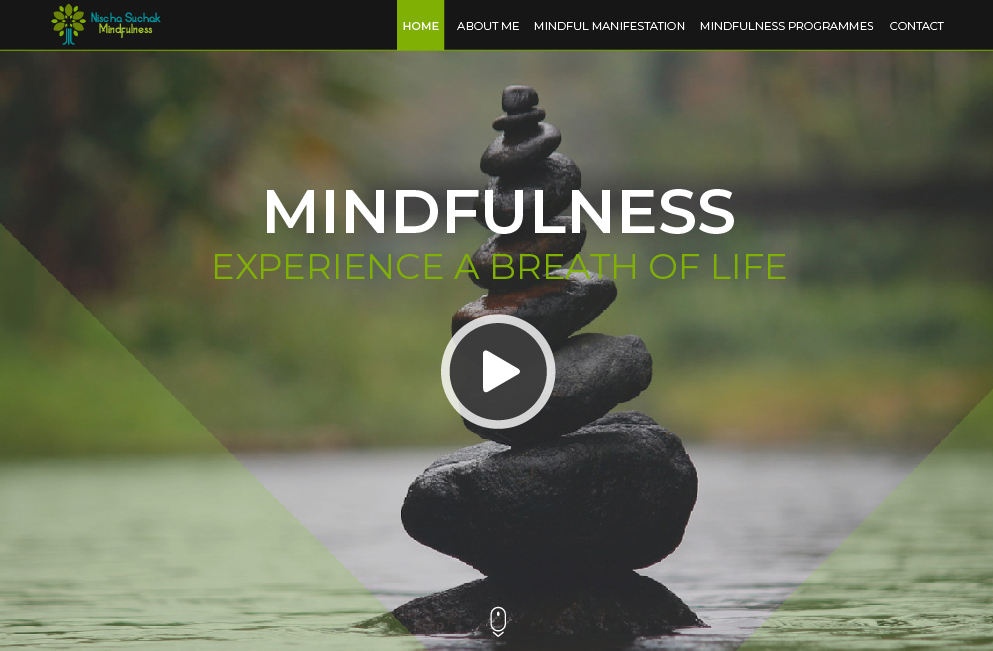 Nischa Suchak
Mindfulness
HOME ABOUT ME MINDFUL MANIFESTATION MINDFULNESS PROGRAMMES CONTACT
MINDFULNESS
EXPERIENCE A BREATH OF LIFE